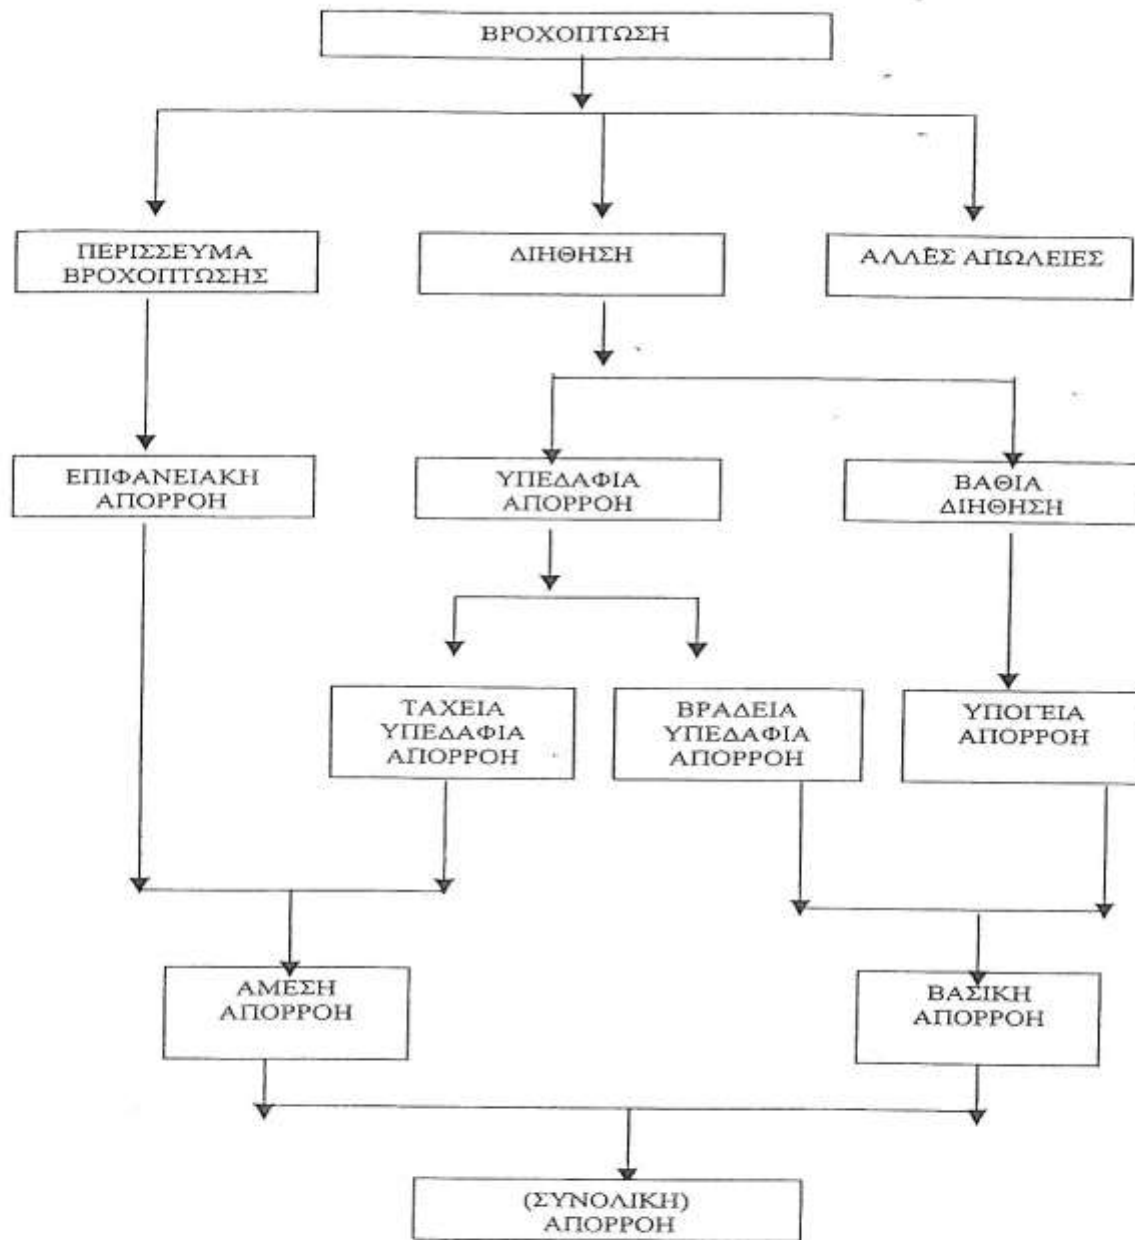 ΒΡΟΧΟΠΤΩΣΗ
ΠΕΡΙΣΣΕΥΜΑ
ΒΡΟΧΟΠΤΩΣΗΣ
ΔΙΗΘΗΣΗ
ΑΛΛΕΣ ΑΠΩΛΕΙΕΣ
ΕΠΙΦΑΝΕΙΑΚΗ
ΑΠΟΡΡΟΗ
ΥΠΕΔΑΦΙΑ
ΑΠΟΡΡΟΗ
ΒΑΘΙΑ
ΔΙΗΘΗΣΗ
ΤΑΧΕΙΑ
ΥΠΕΔΑΦΙΑ
ΑΠΟΡΡΟΗ
ΒΡΑΔΕΙΑ
ΥΠΕΔΑΦΙΑ
ΑΠΟΡΡΟΗ
ΥΠΟΓΕΙΑ
ΑΠΟΡΡΟΗ
ΑΜΕΣΗ
ΑΠΟΡΡΟΗ
ΒΑΣΙΚΗ
ΑΠΟΡΡΟΗ
(ΣΥΝΟΛΙΚΗ)
ΑΠΟΡΡΟΗ